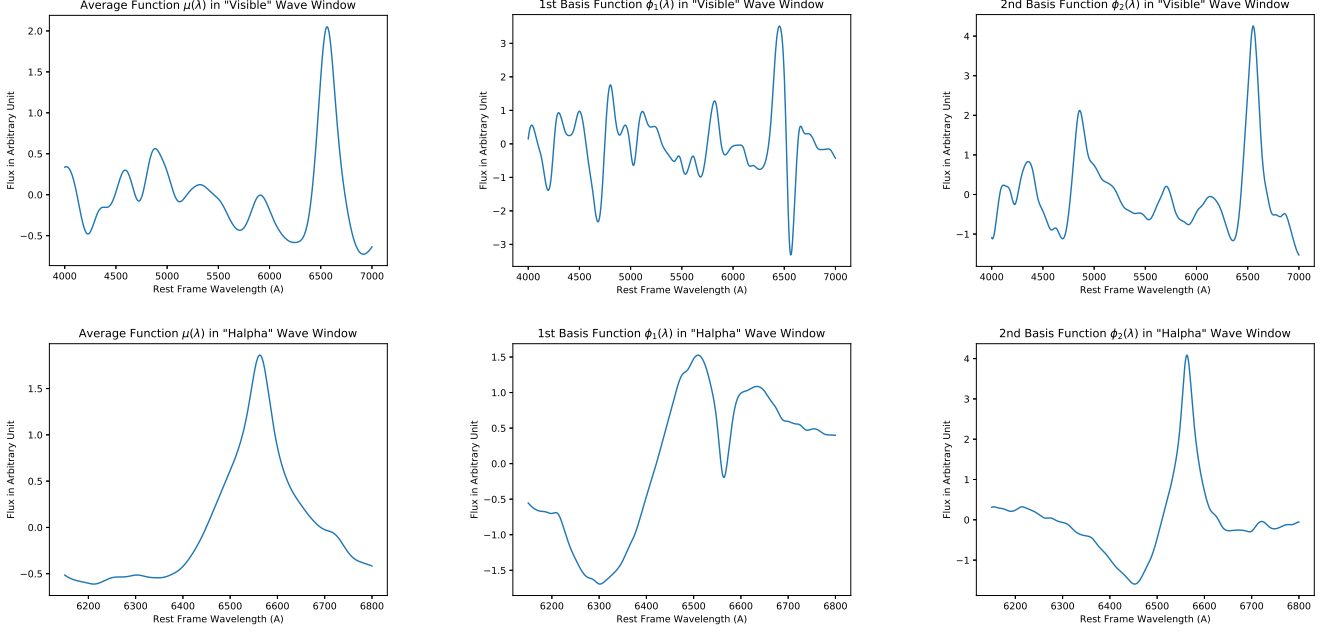 Average Function μ(λ) in "Visible" Wave Window
Flux in Arbitrary Unit
2.0
1.5
1.0
0.5
0.0
−0.5
4000 4500 5000 5500 6000 6500 7000
Rest Frame Wavelength (A)
1st Basis Function ϕ₁(λ) in "Visible" Wave Window
Flux in Arbitrary Unit
3
2
1
0
−1
−2
−3
4000 4500 5000 5500 6000 6500 7000
Rest Frame Wavelength (A)
2nd Basis Function ϕ₂(λ) in "Visible" Wave Window
Flux in Arbitrary Unit
4
3
2
1
0
−1
4000 4500 5000 5500 6000 6500 7000
Rest Frame Wavelength (A)
Average Function μ(λ) in "Halpha" Wave Window
Flux in Arbitrary Unit
1.5
1.0
0.5
0.0
−0.5
6200 6300 6400 6500 6600 6700 6800
Rest Frame Wavelength (A)
1st Basis Function ϕ₁(λ) in "Halpha" Wave Window
Flux in Arbitrary Unit
1.5
1.0
0.5
0.0
−0.5
−1.0
−1.5
6200 6300 6400 6500 6600 6700 6800
Rest Frame Wavelength (A)
2nd Basis Function ϕ₂(λ) in "Halpha" Wave Window
Flux in Arbitrary Unit
4
3
2
1
0
−1
6200 6300 6400 6500 6600 6700 6800
Rest Frame Wavelength (A)